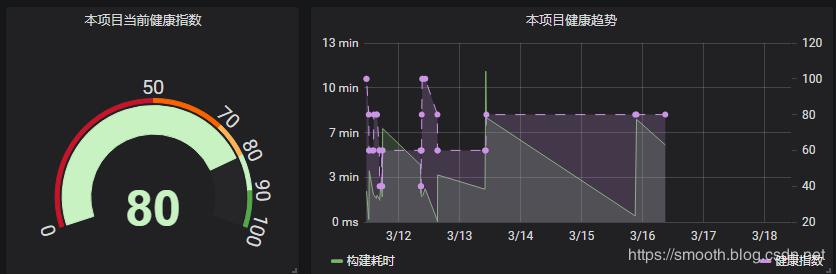 本项目当前健康指数
0
50
70
80
90
100
80
本项目健康趋势
13 min
10 min
7 min
3 min
0 ms
120
100
80
60
40
20
3/12 3/13 3/14 3/15 3/16 3/17 3/18
构建耗时 健康指数
https://smooth.blog.csdn.net